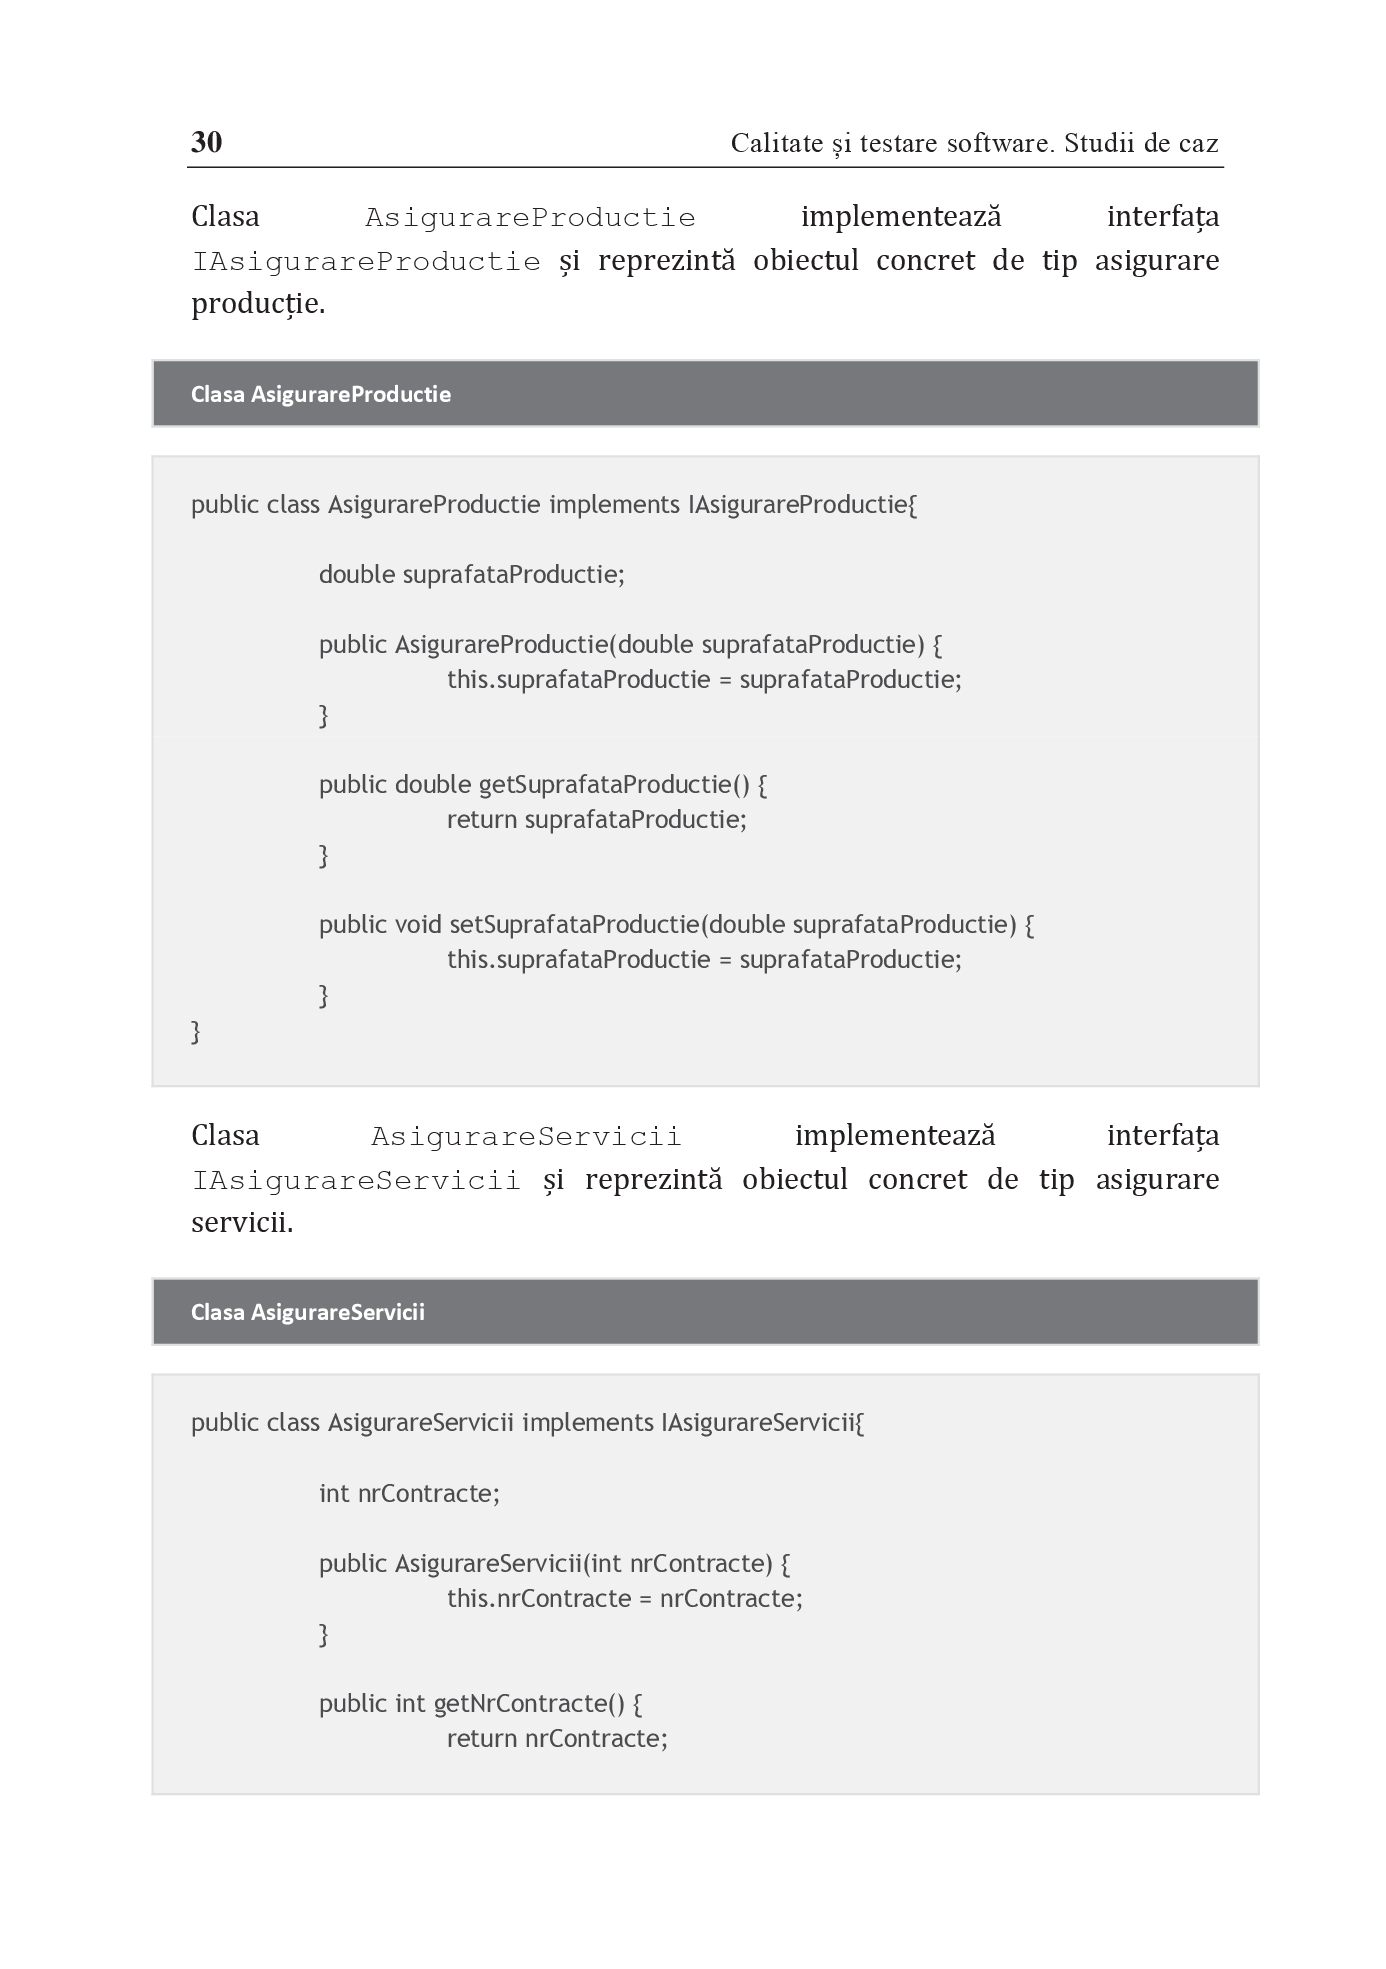 30 Calitate și testare software. Studii de caz
Clasa AsigurareProductie implementează interfața
IAsigurareProductie și reprezintă obiectul concret de tip asigurare
producție.
Clasa AsigurareProductie
public class AsigurareProductie implements IAsigurareProductie{
double suprafataProductie;
public AsigurareProductie(double suprafataProductie) {
this.suprafataProductie = suprafataProductie;
}
public double getSuprafataProductie() {
return suprafataProductie;
}
public void setSuprafataProductie(double suprafataProductie) {
this.suprafataProductie = suprafataProductie;
}
}
Clasa AsigurareServicii implementează interfața
IAsigurareServicii și reprezintă obiectul concret de tip asigurare
servicii.
Clasa AsigurareServicii
public class AsigurareServicii implements IAsigurareServicii{
int nrContracte;
public AsigurareServicii(int nrContracte) {
this.nrContracte = nrContracte;
}
public int getNrContracte() {
return nrContracte;